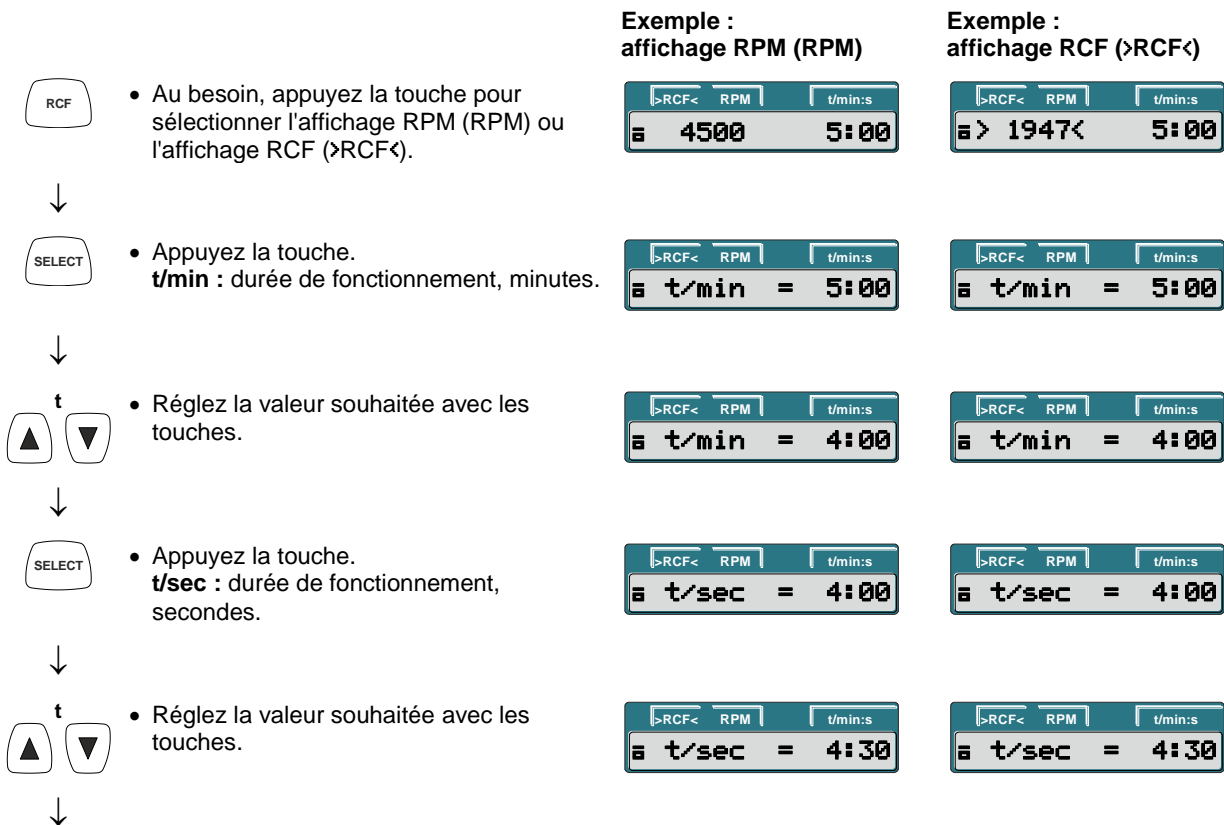 Exemple :
affichage RPM (RPM)
Exemple :
affichage RCF (>RCF<)
RCF
• Au besoin, appuyez la touche pour
sélectionner l'affichage RPM (RPM) ou
l'affichage RCF (>RCF<).
>RCF< RPM t/min:s
4500 5:00
>RCF< RPM t/min:s
> 1947< 5:00
↓
SELECT
• Appuyez la touche.
t/min : durée de fonctionnement, minutes.
>RCF< RPM t/min:s
t/min = 5:00
>RCF< RPM t/min:s
t/min = 5:00
↓
t
▲ ▼
• Réglez la valeur souhaitée avec les
touches.
>RCF< RPM t/min:s
t/min = 4:00
>RCF< RPM t/min:s
t/min = 4:00
↓
SELECT
• Appuyez la touche.
t/sec : durée de fonctionnement,
secondes.
>RCF< RPM t/min:s
t/sec = 4:00
>RCF< RPM t/min:s
t/sec = 4:00
↓
t
▲ ▼
• Réglez la valeur souhaitée avec les
touches.
>RCF< RPM t/min:s
t/sec = 4:30
>RCF< RPM t/min:s
t/sec = 4:30
↓